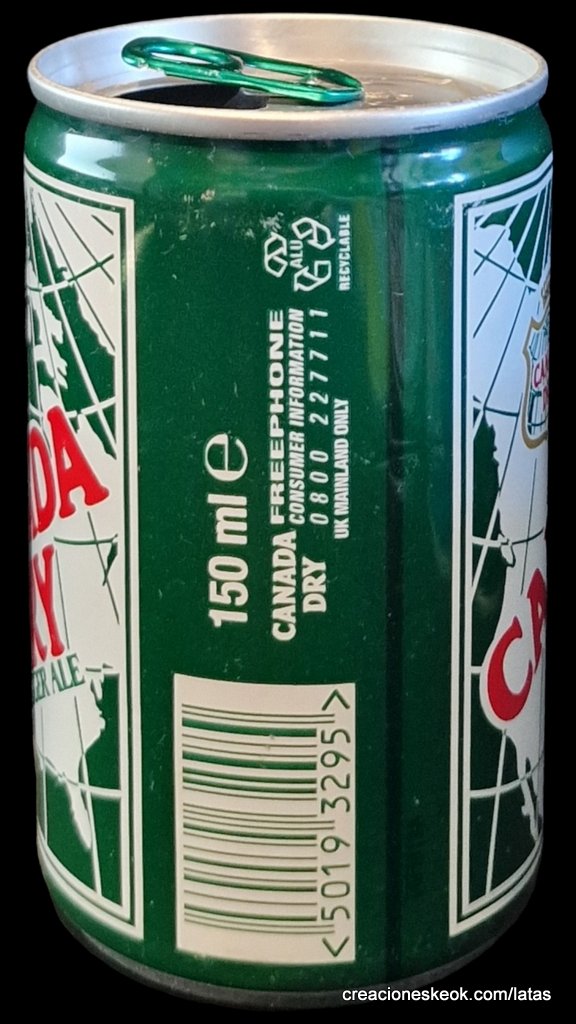 DA
RY
ER ALE
150 ml e
CANADA FREEPHONE
DRY CONSUMER INFORMATION
0800 227711
UK MAINLAND ONLY
ALU
RECYCLABLE
<5019 3295>
CA
creacioneskeok.com/latas